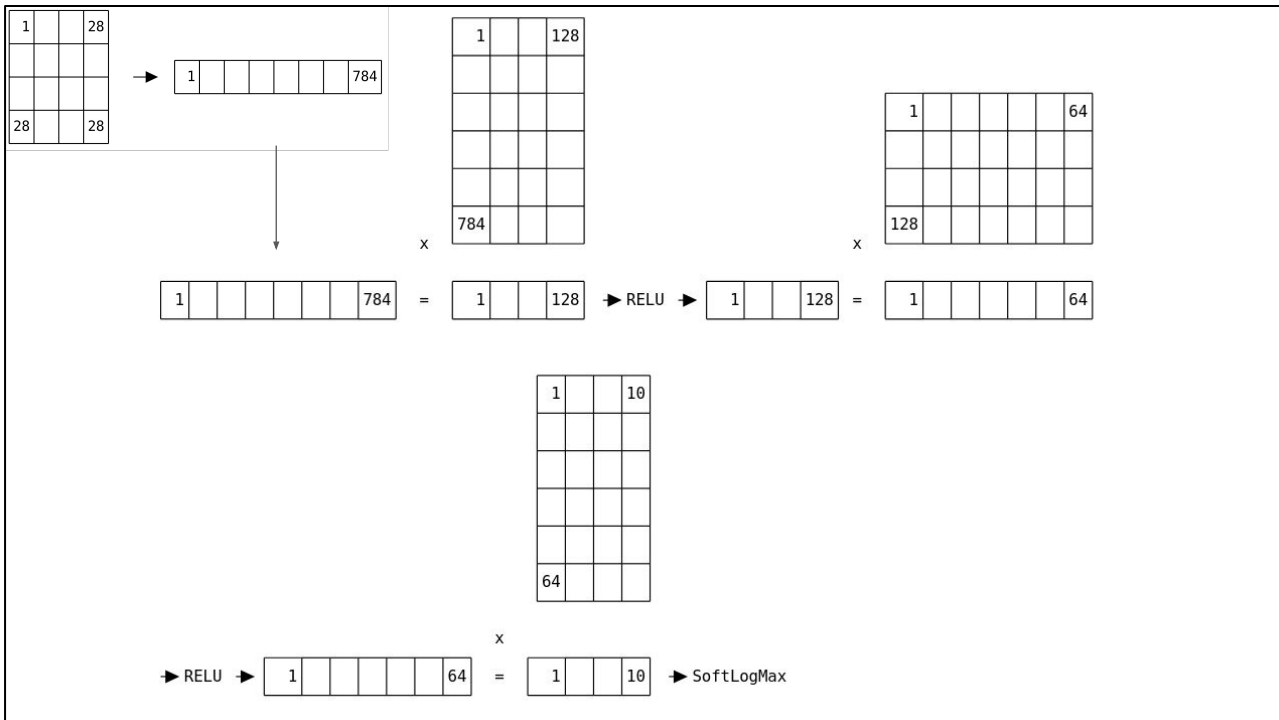 1 28
1 784
28 28
1 128
784
x
1 64
128
x
1 784 = 1 128 RELU 1 128 = 1 64
1 10
64
x
RELU 1 64 = 1 10 SoftLogMax